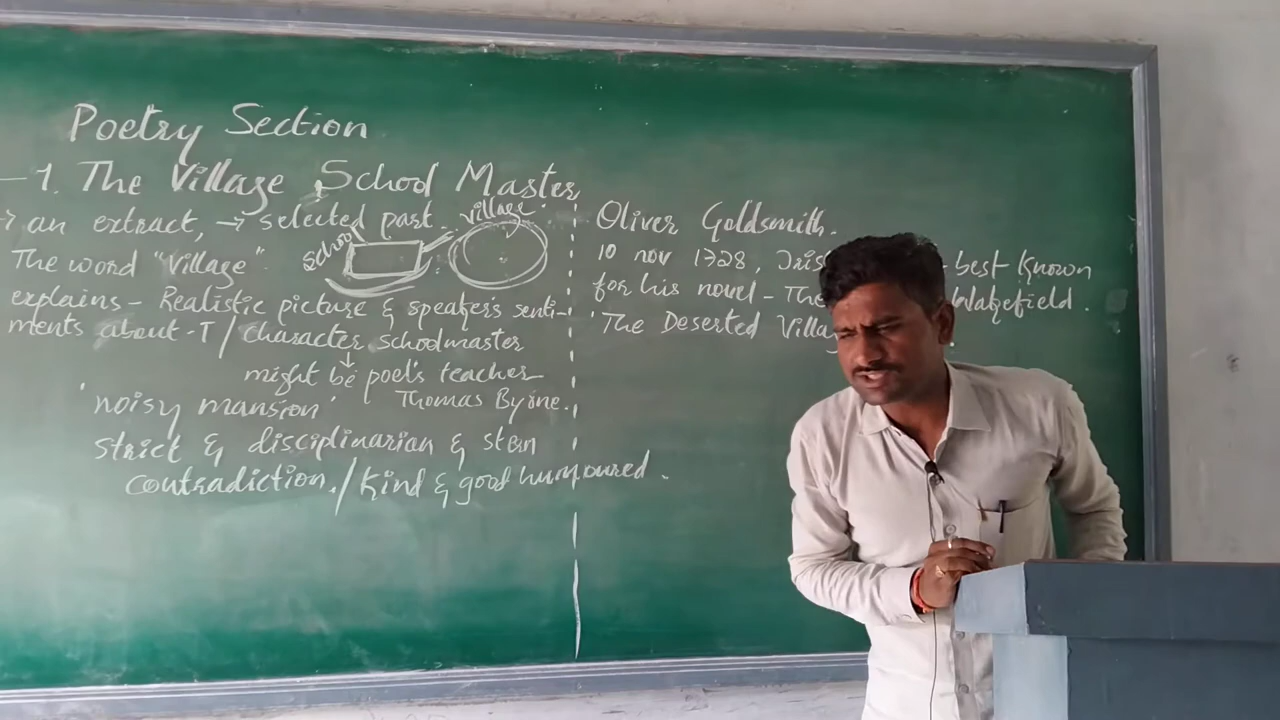 Poetry Section
1. The Village School Master
→ an extract, → selected past.
village.
School
The word "Village".
explains - Realistic picture & speaker's senti-
ments about - T / character schoolmaster
might be poet's teacher
'noisy mansion' Thomas Byrne.
strict & disciplinarian & stern
contradiction. / Kind & good humoured.
Oliver Goldsmith.
10 nov 1728, - best known
for his novel - The Wakefield.
'The Deserted